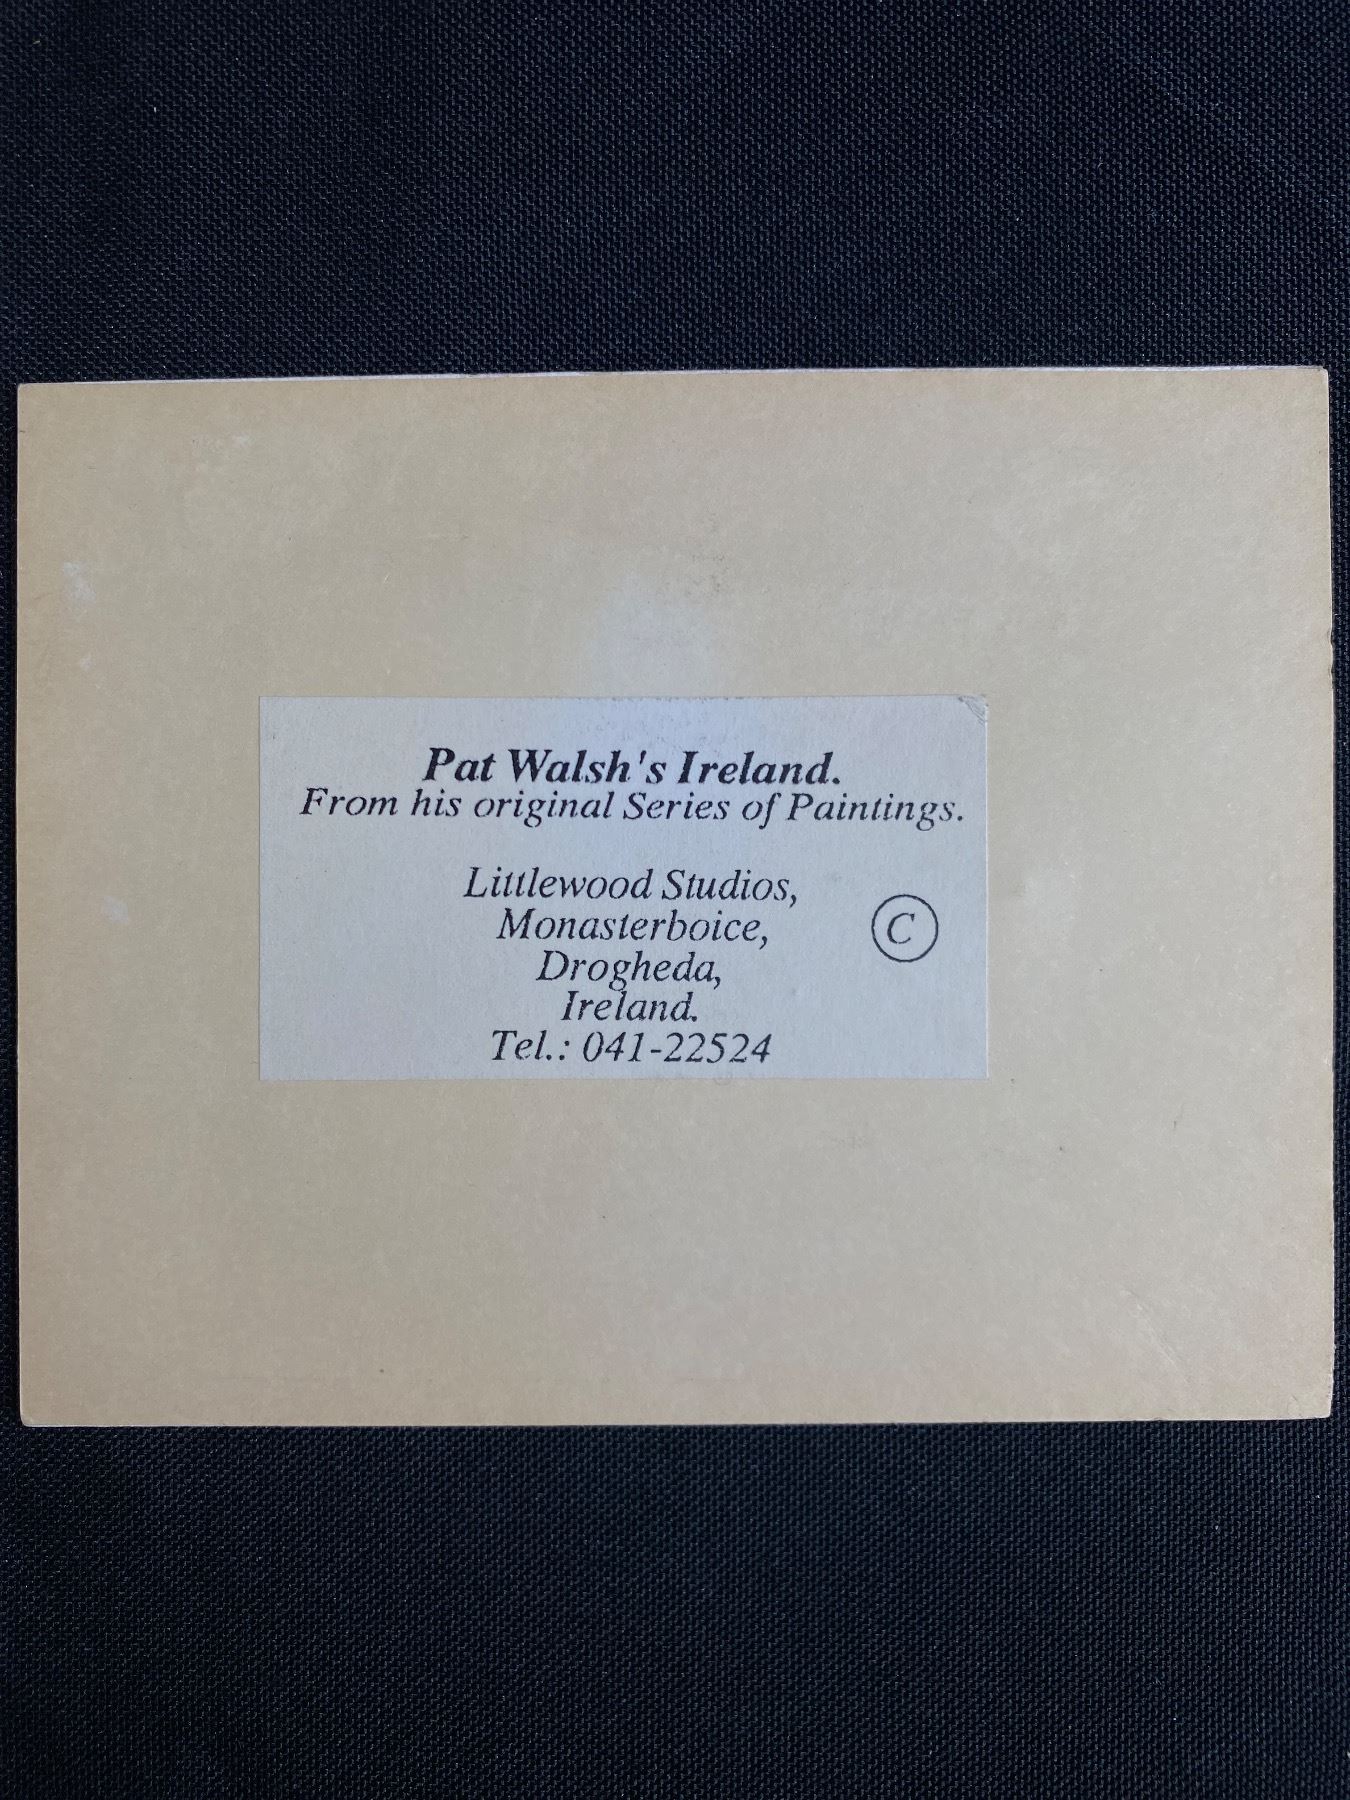 Pat Walsh's Ireland.
From his original Series of Paintings.
Littlewood Studios,
Monasterboice,
Drogheda,
Ireland.
Tel.: 041-22524
©